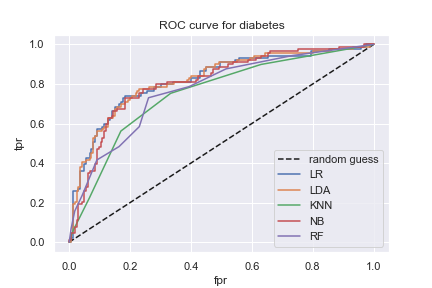 ROC curve for diabetes
1.0
0.8
0.6
0.4
0.2
0.0
tpr
random guess
LR
LDA
KNN
NB
RF
0.0 0.2 0.4 0.6 0.8 1.0
fpr